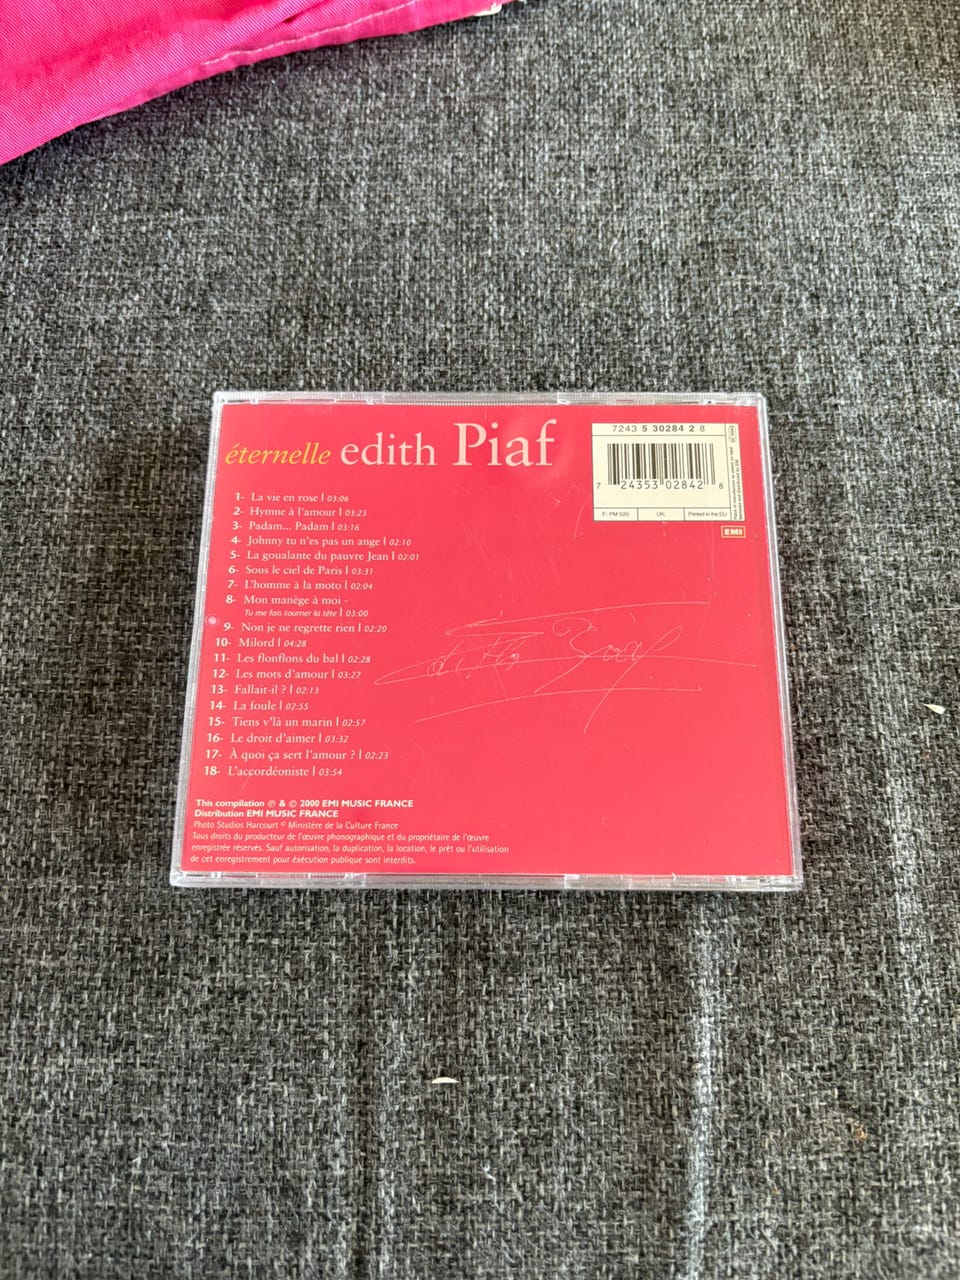 éternelle edith Piaf
7243 5 30284 2 8
7 24353 02842 8
F: PM 520 UK: Printed in the EU
EMI
1- La vie en rose | 03:06
2- Hymne à l'amour | 03:23
3- Padam... Padam | 03:16
4- Johnny tu n'es pas un ange | 02:10
5- La goualante du pauvre Jean | 02:01
6- Sous le ciel de Paris | 03:31
7- L'homme à la moto | 02:04
8- Mon manège à moi -
Tu me fais tourner la tête | 03:00
9- Non je ne regrette rien | 02:20
10- Milord | 04:28
11- Les flonflons du bal | 02:28
12- Les mots d'amour | 03:27
13- Fallait-il ? | 02:13
14- La foule | 02:55
15- Tiens v'là un marin | 02:57
16- Le droit d'aimer | 03:32
17- À quoi ça sert l'amour ? | 02:23
18- L'accordéoniste | 03:54
Edith Piaf
This compilation ℗ & © 2000 EMI MUSIC FRANCE
Distribution EMI MUSIC FRANCE
Photo Studios Harcourt © Ministère de la Culture France
Tous droits du producteur de l'œuvre phonographique et du propriétaire de l'œuvre
enregistrée réservés. Sauf autorisation, la duplication, la location, le prêt ou l'utilisation
de cet enregistrement pour éxécution publique sont interdits.